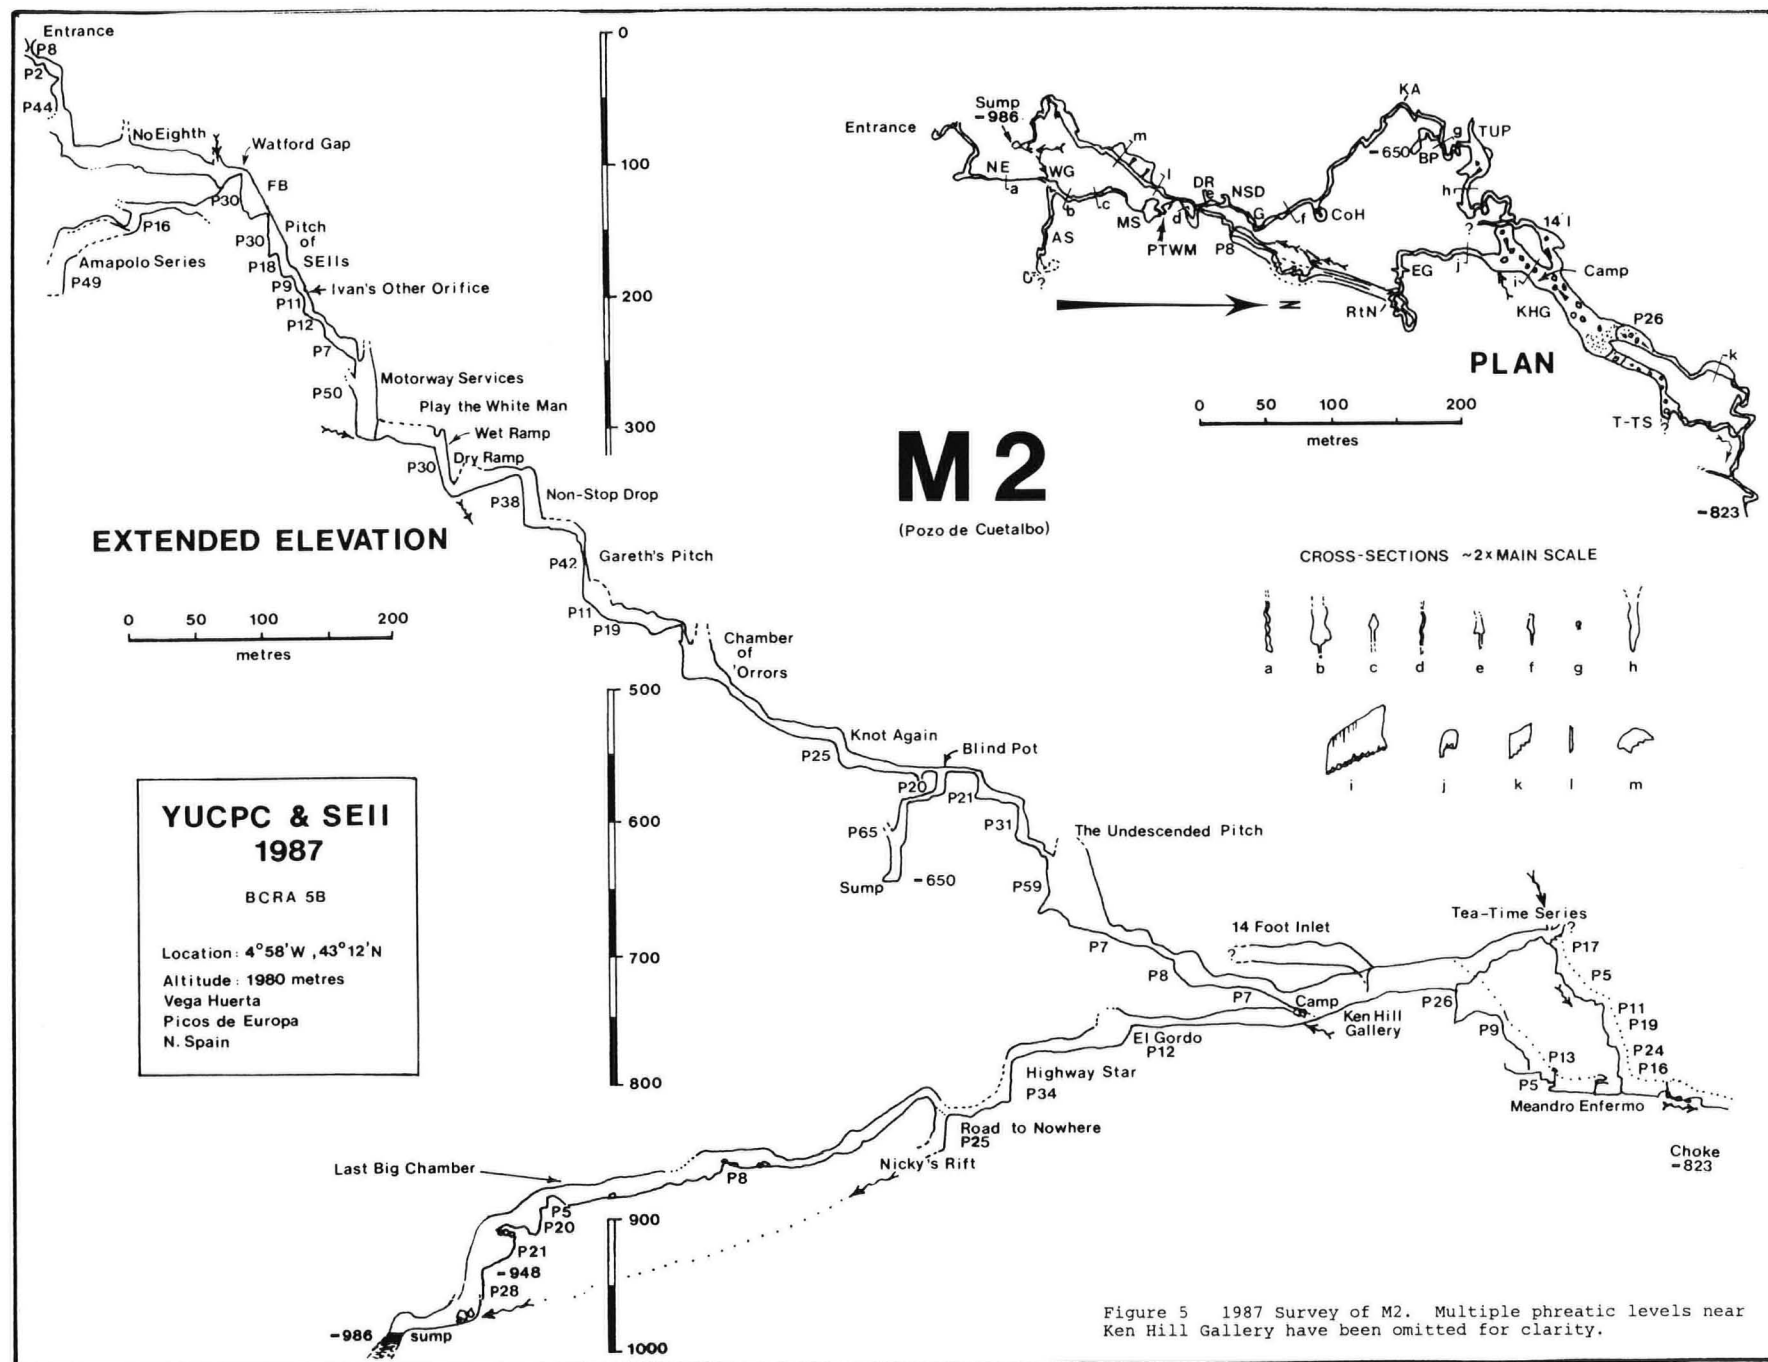 Entrance
P8
P2
P44
No Eighth
Watford Gap
FB
P30
P16
P30
Pitch of SElls
P18
Amapolo Series
P49
P9
Ivan's Other Orifice
P11
P12
P7
P50
Motorway Services
Play the White Man
Wet Ramp
Dry Ramp
P30
P38
Non-Stop Drop
EXTENDED ELEVATION
P42
Gareth's Pitch
P11
P19
0 50 100 200
metres
Chamber of 'Orrors
Knot Again
P25
Blind Pot
P20
P21
P65
P31
Sump
-650
P59
The Undescended Pitch
P7
P8
P7
14 Foot Inlet
?
Camp
Ken Hill Gallery
Tea-Time Series
?
P17
P5
P11
P19
P24
P16
P26
P9
P13
P5
Meandro Enfermo
Choke
-823
El Gordo
P12
Highway Star
P34
Road to Nowhere
P25
Nicky's Rift
Last Big Chamber
P8
P5
P20
P21
-948
P28
-986
sump
0
100
200
300
500
600
700
800
900
1000
YUCPC & SEII
1987
BCRA 5B
Location: 4°58'W ,43°12'N
Altitude: 1980 metres
Vega Huerta
Picos de Europa
N. Spain
M2
(Pozo de Cuetalbo)
PLAN
Entrance
Sump
-986
NE
a
WG
b
c
AS
?
m
l
MS
PTWM
d
DR
e
NSD
P8
G
f
CoH
KA
-650
BP
g
TUP
h
?
14'I
Camp
j
i
EG
RtN
KHG
P26
k
T-TS
?
-823
N
0 50 100 200
metres
CROSS-SECTIONS ~2×MAIN SCALE
a b c d e f g h
i j k l m
Figure 5 1987 Survey of M2. Multiple phreatic levels near
Ken Hill Gallery have been omitted for clarity.